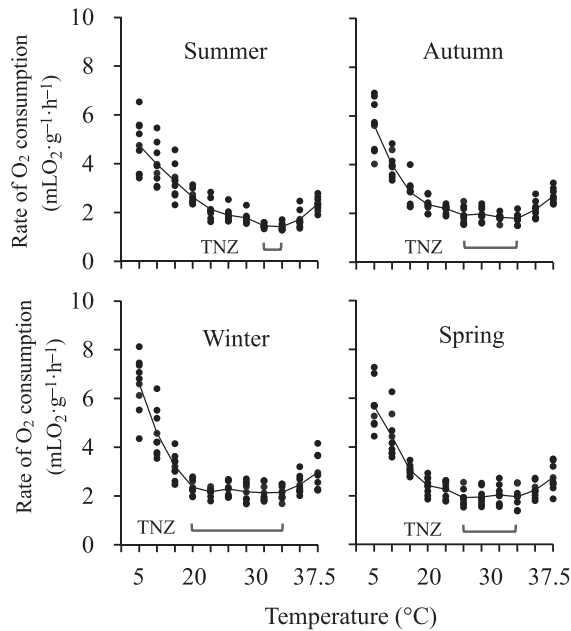 Rate of O₂ consumption
(mLO₂·g⁻¹·h⁻¹)
10
8
6
4
2
0
Summer
TNZ
Autumn
TNZ
Rate of O₂ consumption
(mLO₂·g⁻¹·h⁻¹)
10
8
6
4
2
0
Winter
TNZ
Spring
TNZ
5 20 30 37.5
5 20 30 37.5
Temperature (°C)